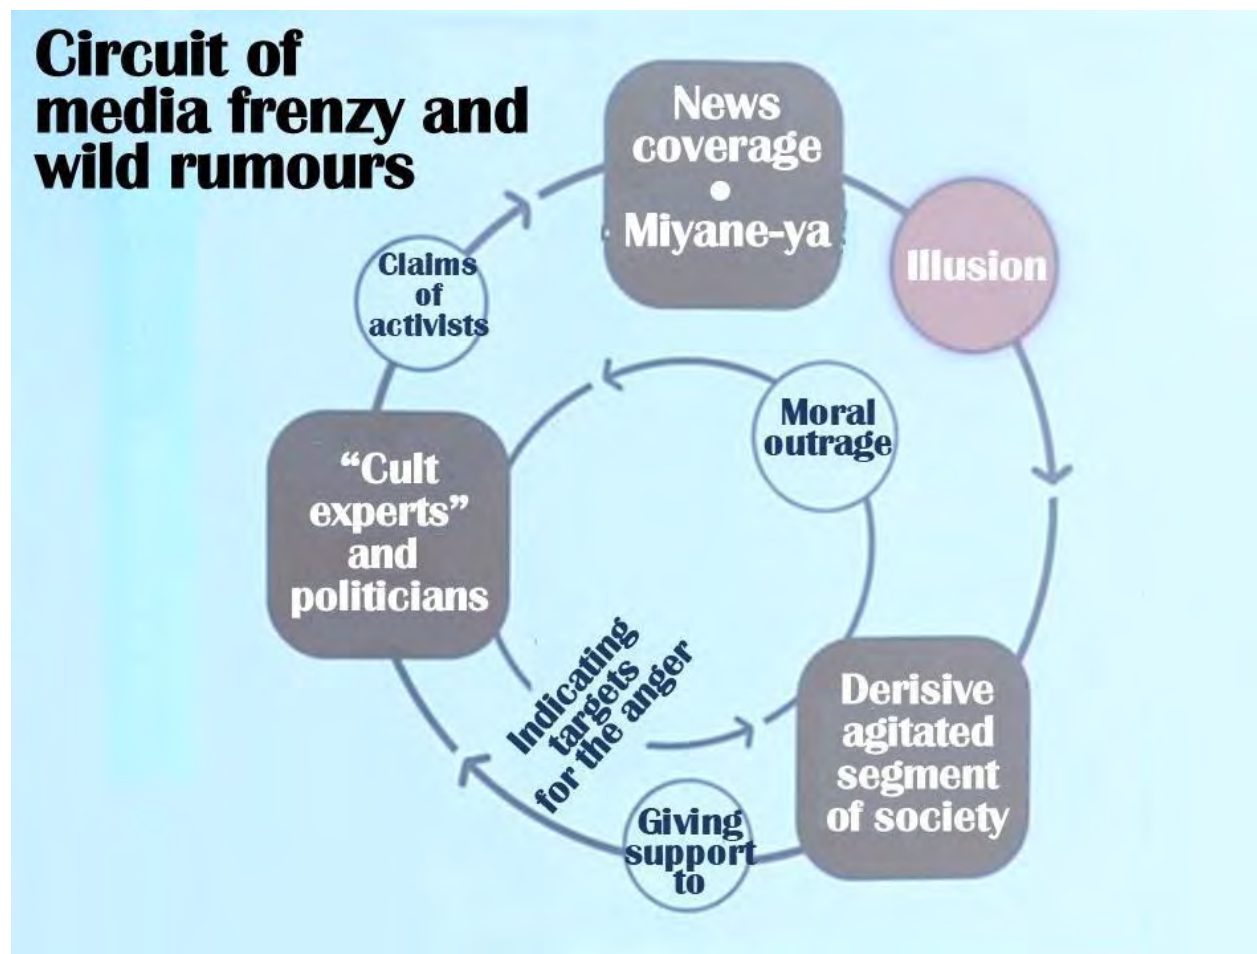 Circuit of
media frenzy and
wild rumours
News
coverage
•
Miyane-ya
Illusion
Claims
of
activists
Moral
outrage
“Cult
experts”
and
politicians
Indicating
targets
for the anger
Derisive
agitated
segment
of society
Giving
support
to